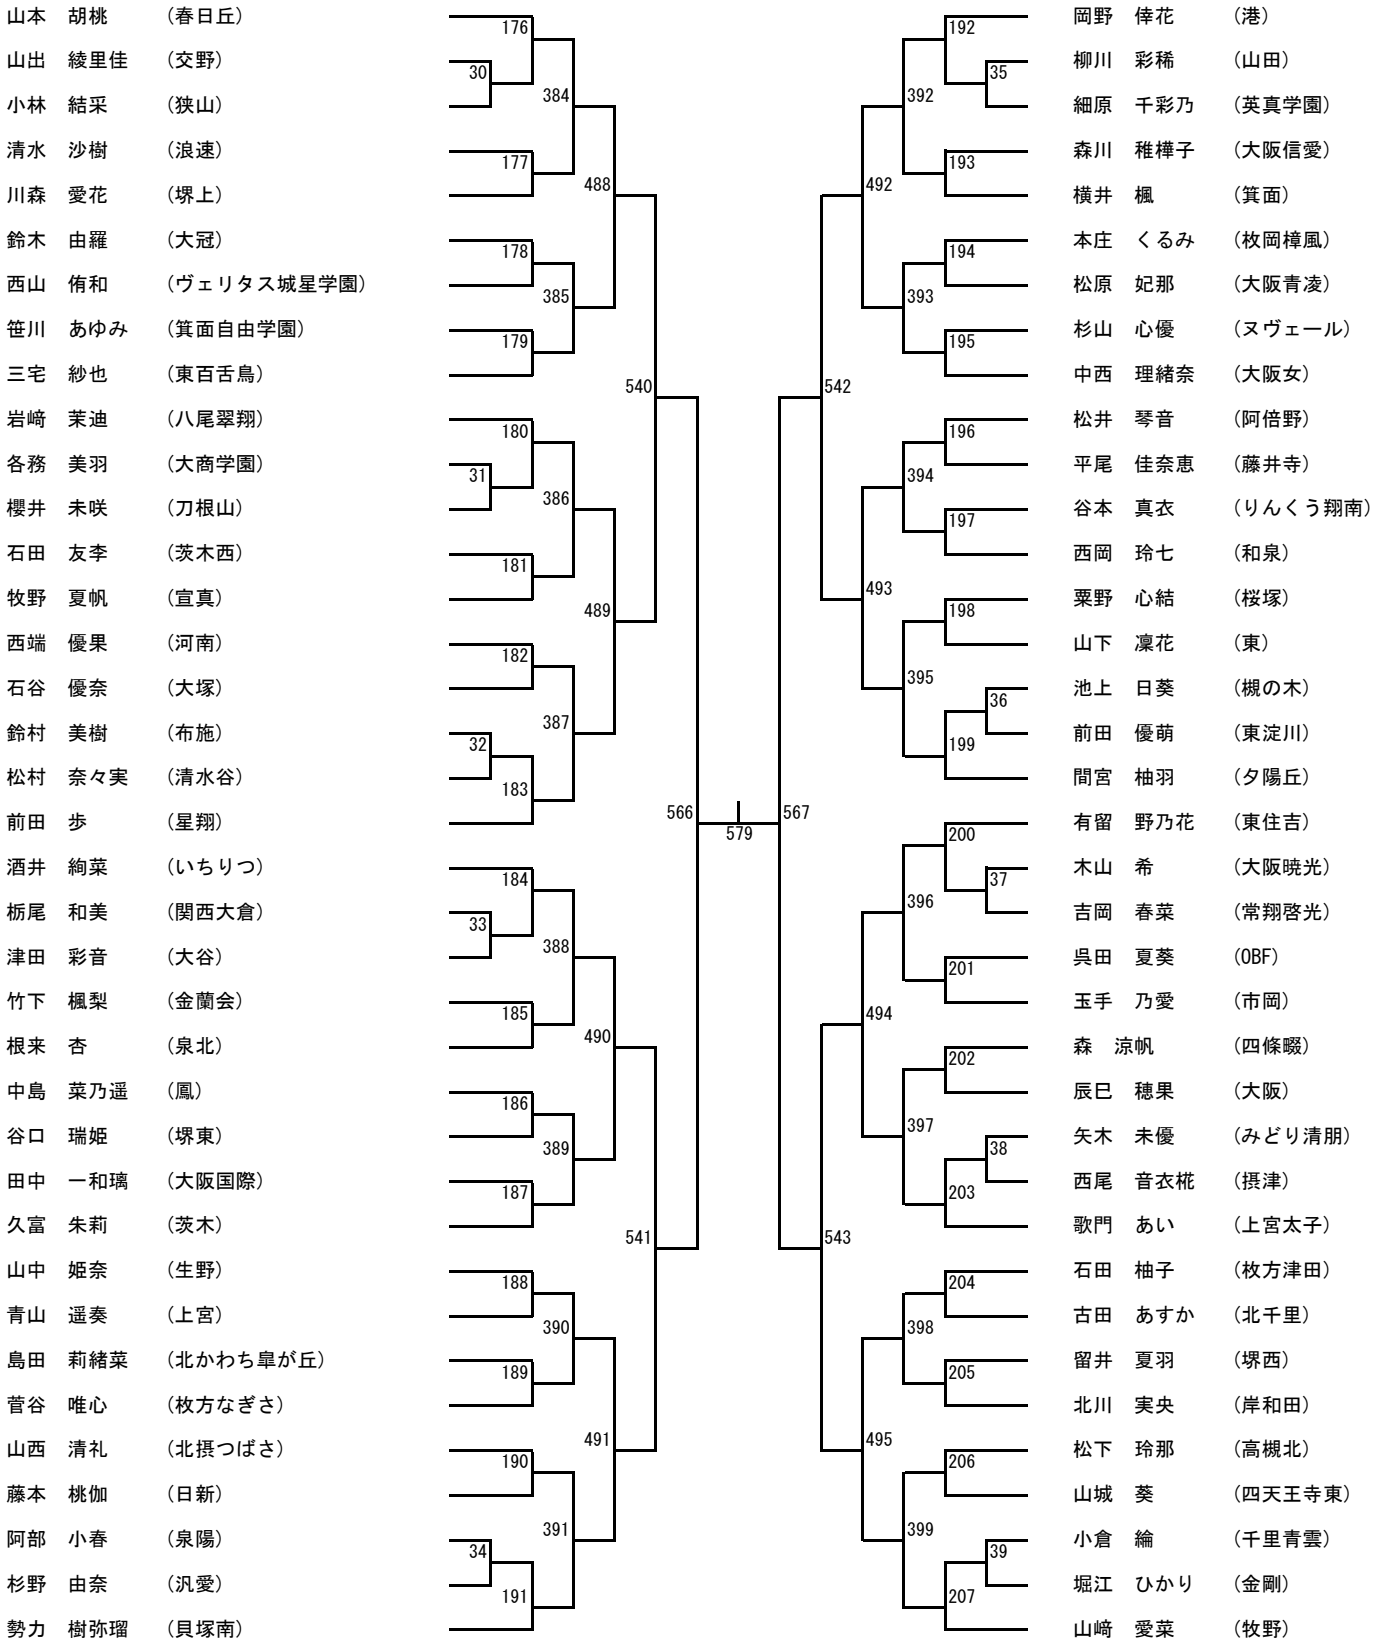 山本 胡桃 (春日丘)
山出 綾里佳 (交野)
小林 結采 (狭山)
清水 沙樹 (浪速)
川森 愛花 (堺上)
鈴木 由羅 (大冠)
西山 侑和 (ヴェリタス城星学園)
笹川 あゆみ (箕面自由学園)
三宅 紗也 (東百舌鳥)
岩﨑 茉迪 (八尾翠翔)
各務 美羽 (大商学園)
櫻井 未咲 (刀根山)
石田 友李 (茨木西)
牧野 夏帆 (宣真)
西端 優果 (河南)
石谷 優奈 (大塚)
鈴村 美樹 (布施)
松村 奈々実 (清水谷)
前田 歩 (星翔)
酒井 絢菜 (いちりつ)
栃尾 和美 (関西大倉)
津田 彩音 (大谷)
竹下 楓梨 (金蘭会)
根来 杏 (泉北)
中島 菜乃遥 (鳳)
谷口 瑞姫 (堺東)
田中 一和璃 (大阪国際)
久富 朱莉 (茨木)
山中 姫奈 (生野)
青山 遥奏 (上宮)
島田 莉緒菜 (北かわち皐が丘)
菅谷 唯心 (枚方なぎさ)
山西 清礼 (北摂つばさ)
藤本 桃伽 (日新)
阿部 小春 (泉陽)
杉野 由奈 (汎愛)
勢力 樹弥瑠 (貝塚南)
30
31
32
33
34
176
177
178
179
180
181
182
183
184
185
186
187
188
189
190
191
384
385
386
387
388
389
390
391
488
489
490
491
540
541
566
579
567
542
543
492
493
494
495
392
393
394
395
396
397
398
399
192
193
194
195
196
197
198
199
200
201
202
203
204
205
206
207
35
36
37
38
39
岡野 倖花 (港)
柳川 彩稀 (山田)
細原 千彩乃 (英真学園)
森川 稚樺子 (大阪信愛)
横井 楓 (箕面)
本庄 くるみ (枚岡樟風)
松原 妃那 (大阪青凌)
杉山 心優 (ヌヴェール)
中西 理緒奈 (大阪女)
松井 琴音 (阿倍野)
平尾 佳奈恵 (藤井寺)
谷本 真衣 (りんくう翔南)
西岡 玲七 (和泉)
粟野 心結 (桜塚)
山下 凜花 (東)
池上 日葵 (槻の木)
前田 優萌 (東淀川)
間宮 柚羽 (夕陽丘)
有留 野乃花 (東住吉)
木山 希 (大阪暁光)
吉岡 春菜 (常翔啓光)
呉田 夏葵 (OBF)
玉手 乃愛 (市岡)
森 涼帆 (四條畷)
辰巳 穂果 (大阪)
矢木 未優 (みどり清朋)
西尾 音衣椛 (摂津)
歌門 あい (上宮太子)
石田 柚子 (枚方津田)
古田 あすか (北千里)
留井 夏羽 (堺西)
北川 実央 (岸和田)
松下 玲那 (高槻北)
山城 葵 (四天王寺東)
小倉 綸 (千里青雲)
堀江 ひかり (金剛)
山﨑 愛菜 (牧野)